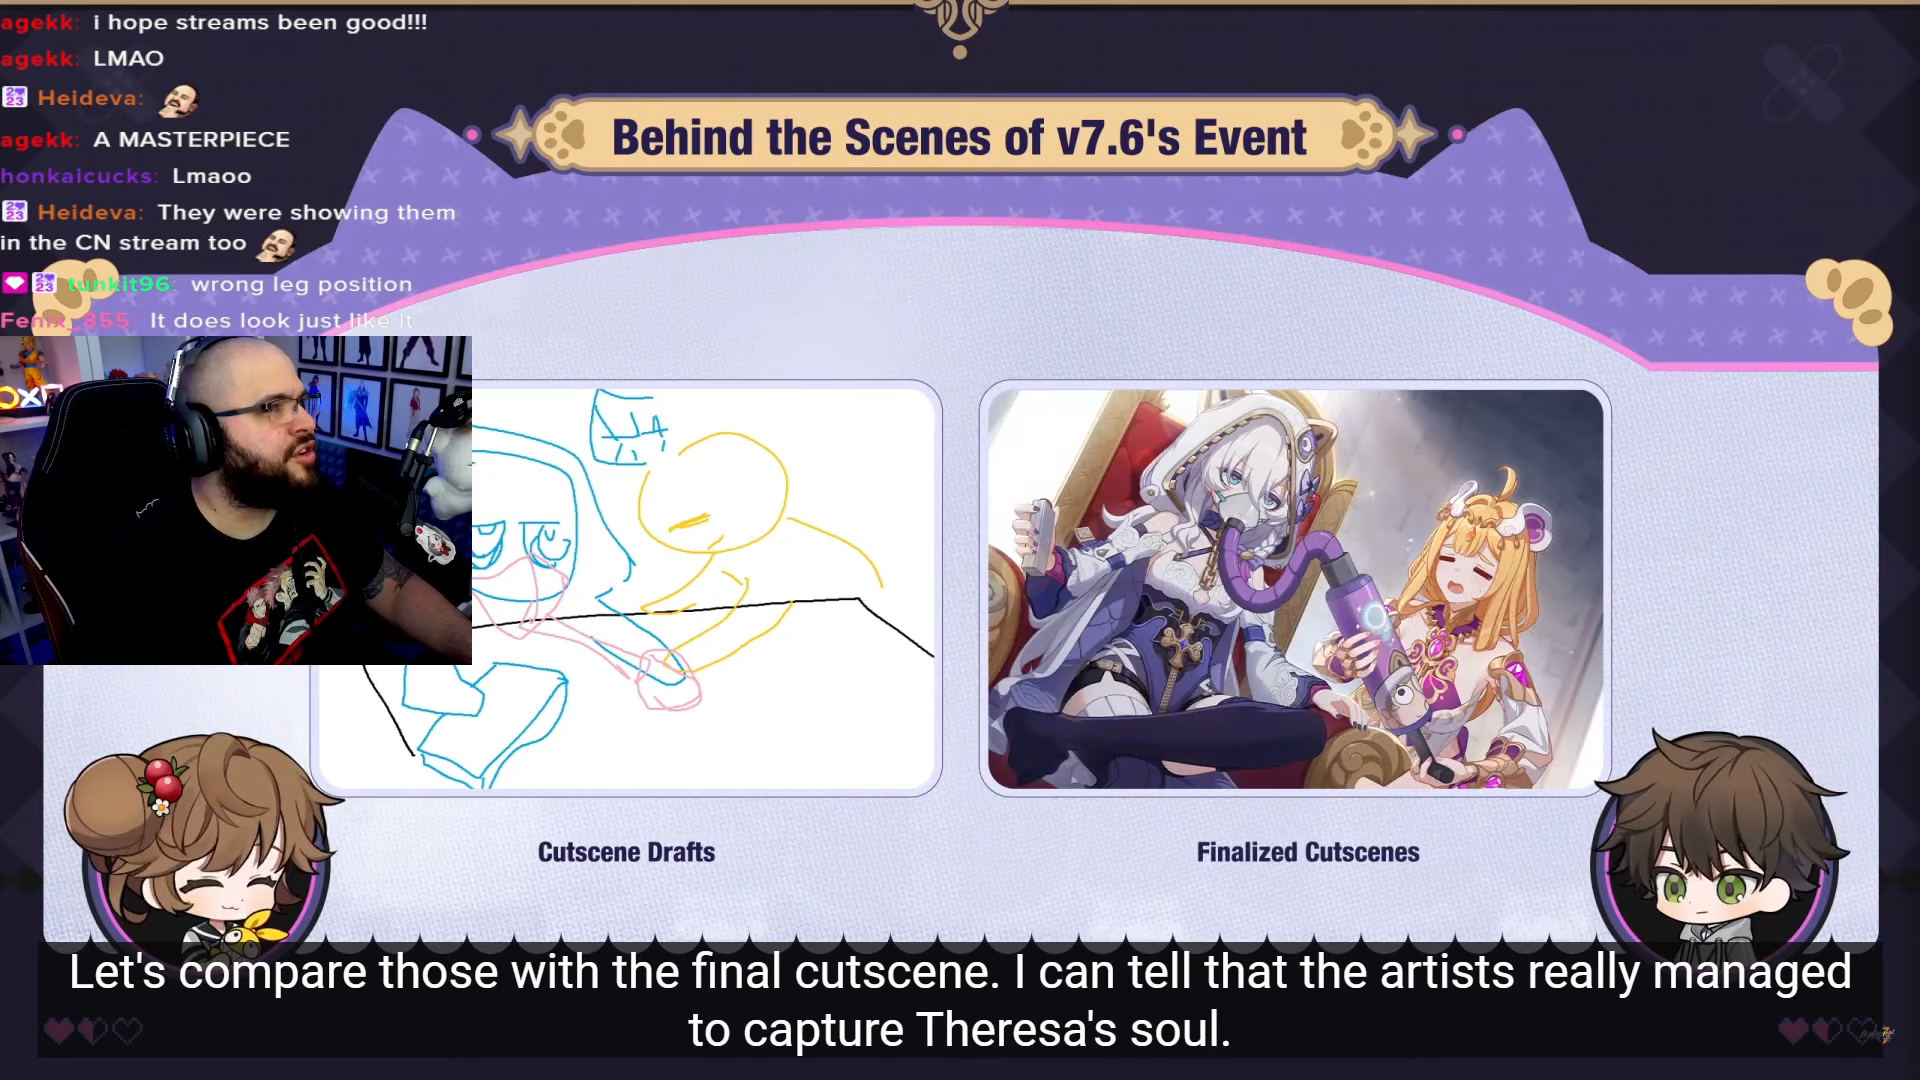 agekk: i hope streams been good!!!
agekk: LMAO
Heideva:
agekk: A MASTERPIECE
honkaicucks: Lmaoo
Heideva: They were showing them
in the CN stream too
tunkit96: wrong leg position
Fenix_855: It does look just like it
Behind the Scenes of v7.6's Event
Cutscene Drafts
Finalized Cutscenes
Let's compare those with the final cutscene. I can tell that the artists really managed
to capture Theresa's soul.